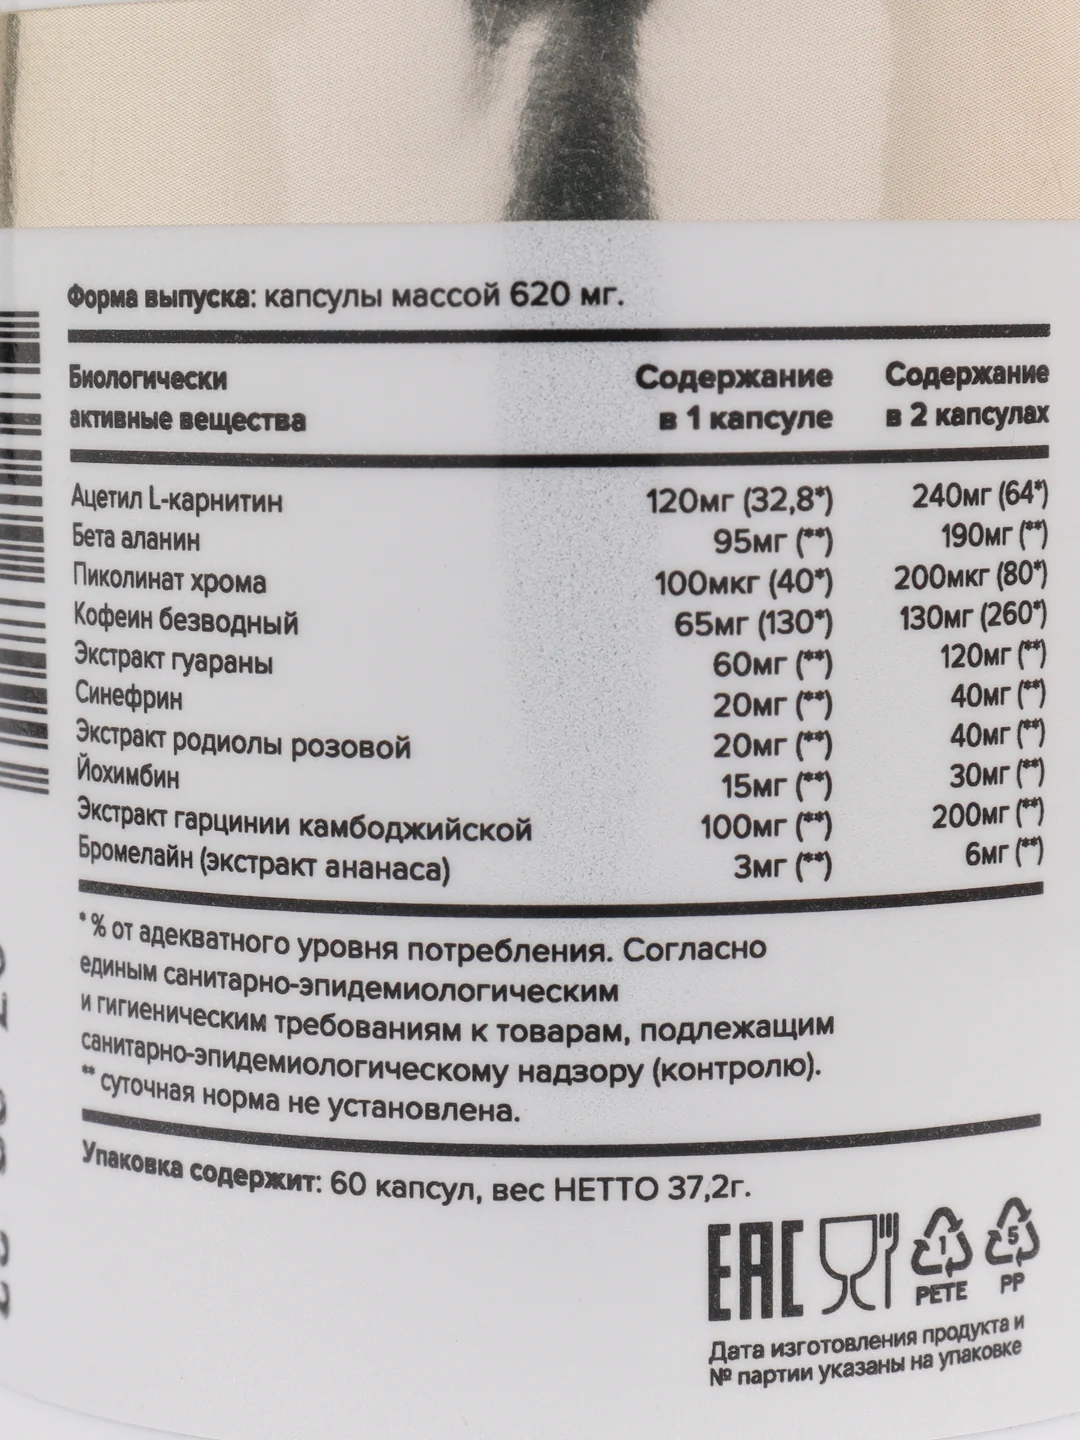 Форма выпуска: капсулы массой 620 мг.
Биологически активные вещества Содержание в 1 капсуле Содержание в 2 капсулах
Ацетил L-карнитин 120мг (32,8*) 240мг (64*)
Бета аланин 95мг (**) 190мг (**)
Пиколинат хрома 100мкг (40*) 200мкг (80*)
Кофеин безводный 65мг (130*) 130мг (260*)
Экстракт гуараны 60мг (**) 120мг (**)
Синефрин 20мг (**) 40мг (**)
Экстракт родиолы розовой 20мг (**) 40мг (**)
Йохимбин 15мг (**) 30мг (**)
Экстракт гарцинии камбоджийской 100мг (**) 200мг (**)
Бромелайн (экстракт ананаса) 3мг (**) 6мг (**)
* % от адекватного уровня потребления. Согласно
единым санитарно-эпидемиологическим
и гигиеническим требованиям к товарам, подлежащим
санитарно-эпидемиологическому надзору (контролю).
** суточная норма не установлена.
Упаковка содержит: 60 капсул, вес НЕТТО 37,2г.
EAC 1 5
PETE PP
Дата изготовления продукта и
№ партии указаны на упаковке